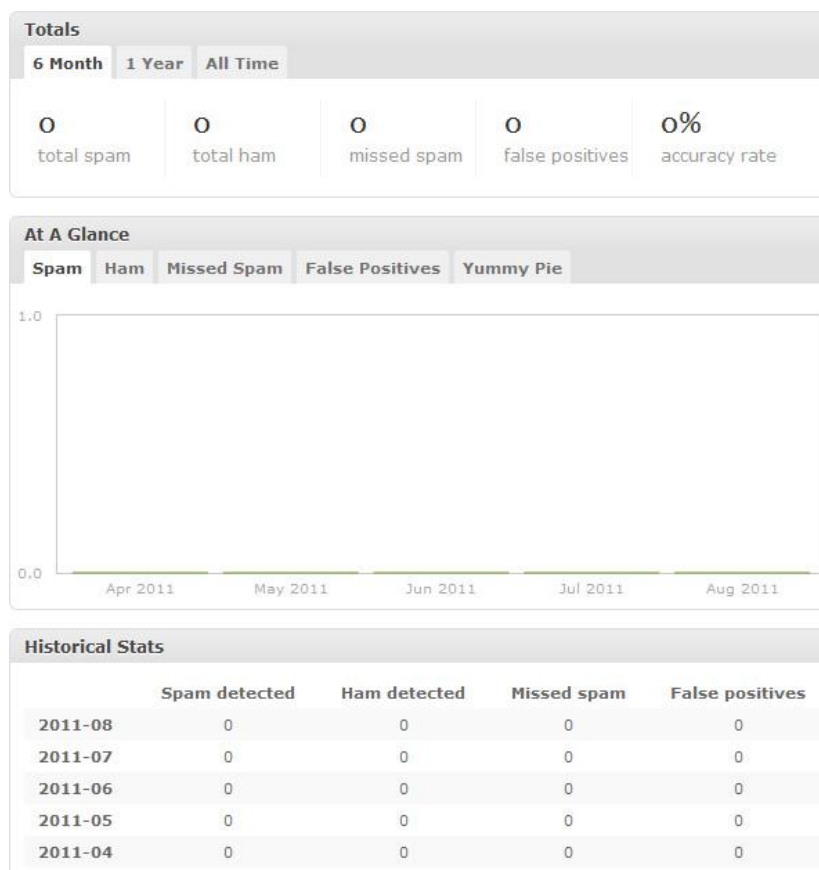 Totals
6 Month 1 Year All Time
0 0 0 0 0%
total spam total ham missed spam false positives accuracy rate
At A Glance
Spam Ham Missed Spam False Positives Yummy Pie
1.0
0.0
Apr 2011 May 2011 Jun 2011 Jul 2011 Aug 2011
Historical Stats
Spam detected Ham detected Missed spam False positives
2011-08 0 0 0 0
2011-07 0 0 0 0
2011-06 0 0 0 0
2011-05 0 0 0 0
2011-04 0 0 0 0